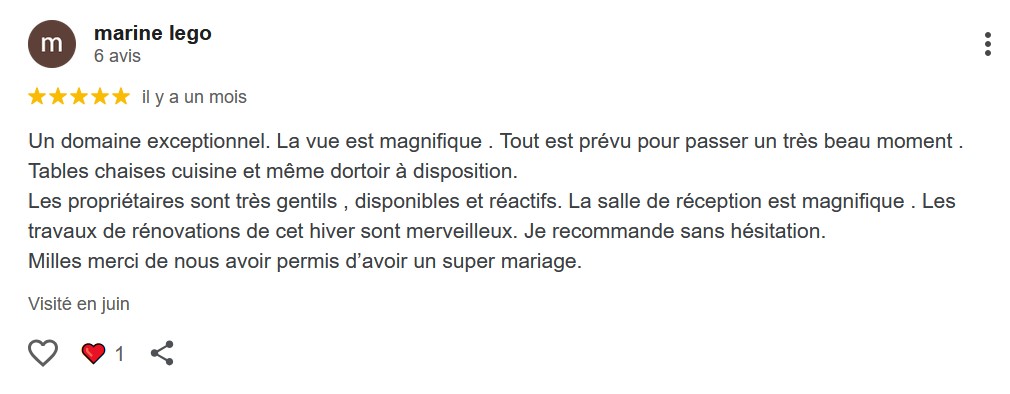 m
marine lego
6 avis
il y a un mois
Un domaine exceptionnel. La vue est magnifique . Tout est prévu pour passer un très beau moment .
Tables chaises cuisine et même dortoir à disposition.
Les propriétaires sont très gentils , disponibles et réactifs. La salle de réception est magnifique . Les
travaux de rénovations de cet hiver sont merveilleux. Je recommande sans hésitation.
Milles merci de nous avoir permis d’avoir un super mariage.
Visité en juin
1